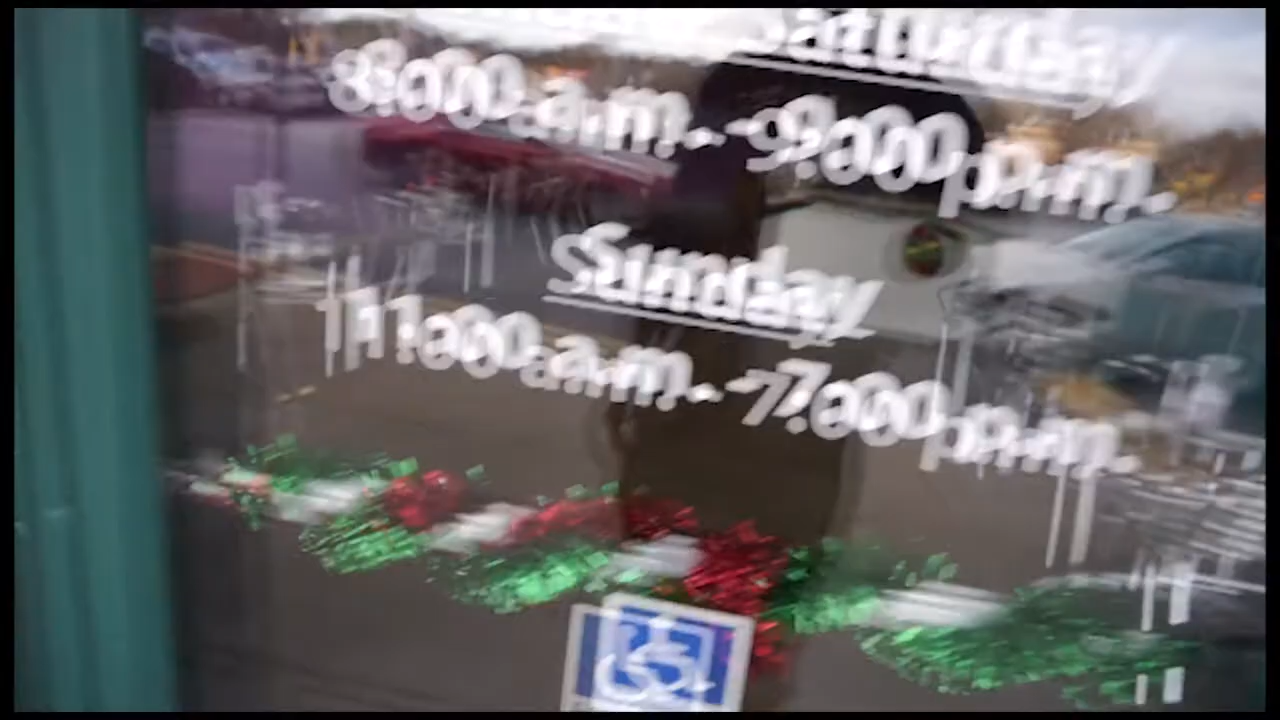 Saturday
8:00 a.m. - 9:00 p.m.
Sunday
11:00 a.m. - 7:00 p.m.